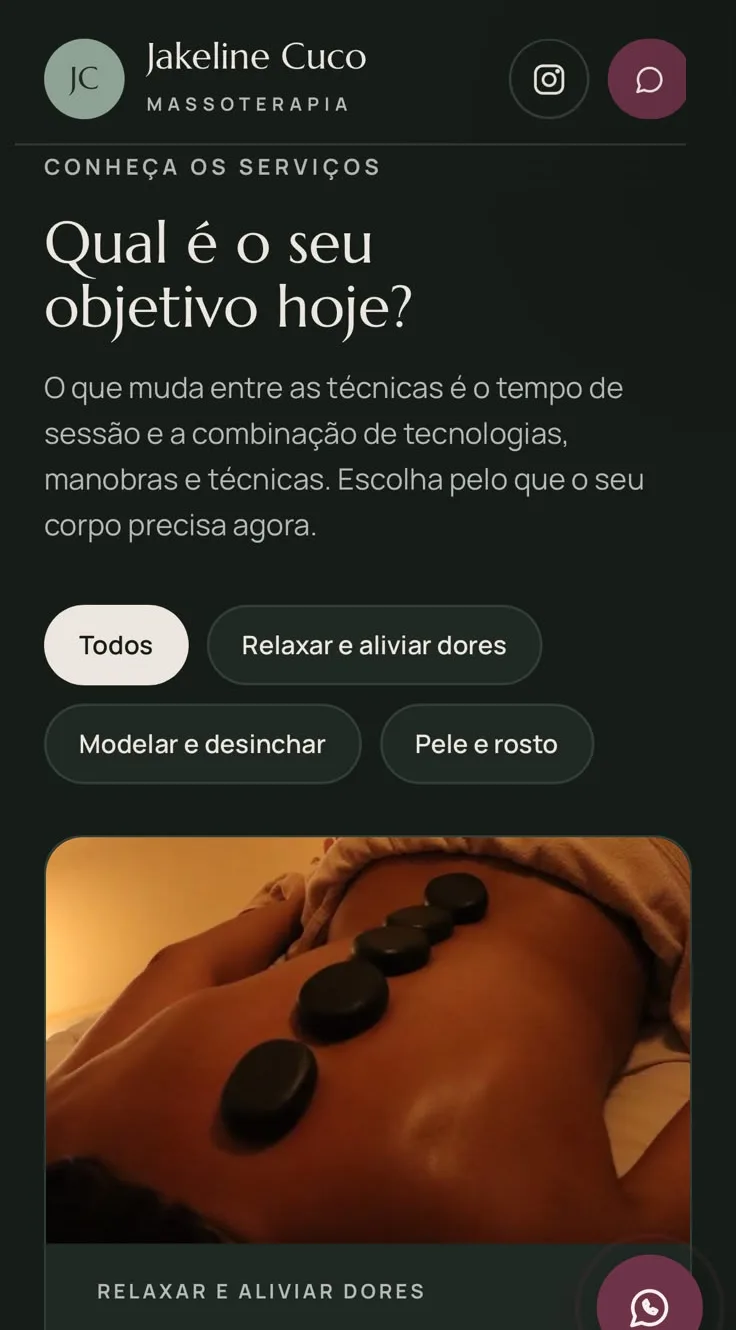 JC
Jakeline Cuco
MASSOTERAPIA
CONHEÇA OS SERVIÇOS
Qual é o seu
objetivo hoje?
O que muda entre as técnicas é o tempo de
sessão e a combinação de tecnologias,
manobras e técnicas. Escolha pelo que o seu
corpo precisa agora.
Todos
Relaxar e aliviar dores
Modelar e desinchar
Pele e rosto
RELAXAR E ALIVIAR DORES